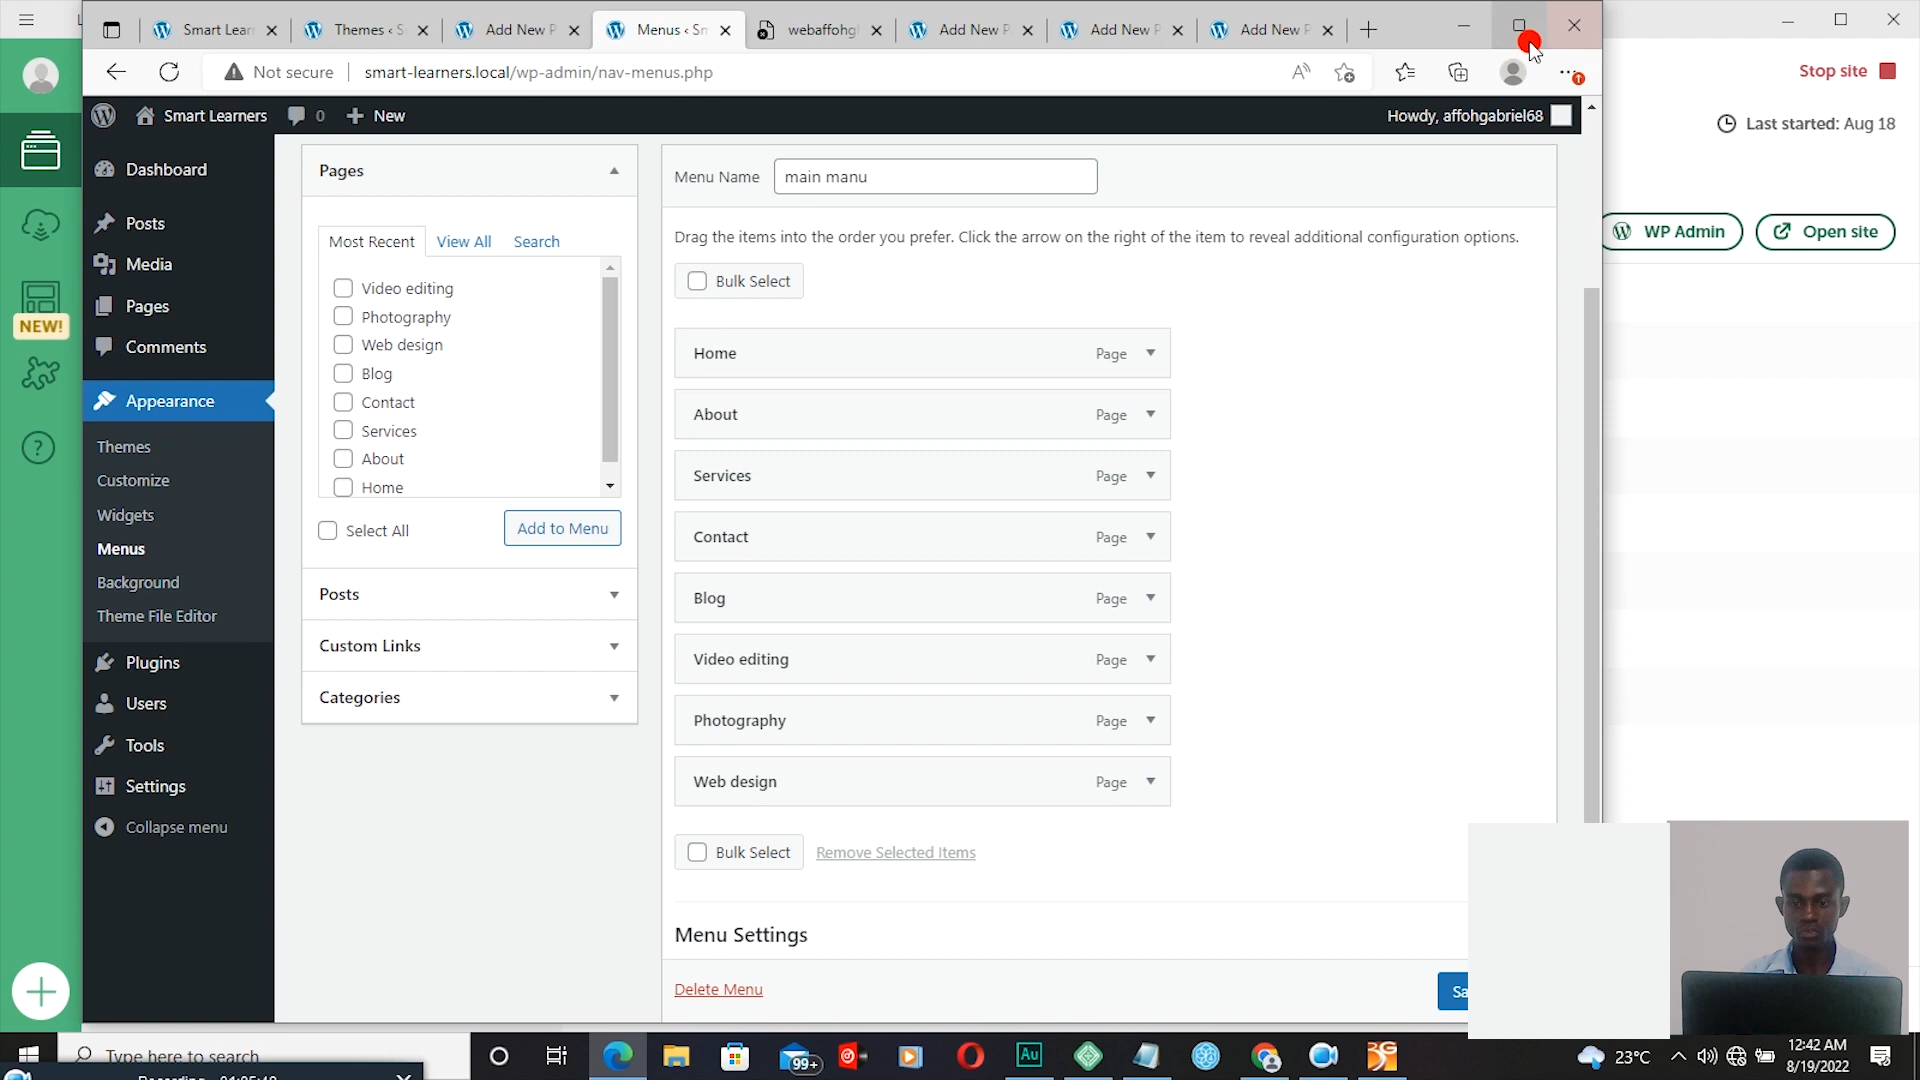 Smart Lear
Themes ‹ S
Add New P
Menus ‹ Sm
webaffohgl
Add New P
Add New P
Add New P
Not secure
smart-learners.local/wp-admin/nav-menus.php
Stop site
Smart Learners
0
New
Howdy, affohgabriel68
Last started: Aug 18
WP Admin
Open site
NEW!
Dashboard
Posts
Media
Pages
Comments
Appearance
Themes
Customize
Widgets
Menus
Background
Theme File Editor
Plugins
Users
Tools
Settings
Collapse menu
Pages
Most Recent
View All
Search
Video editing
Photography
Web design
Blog
Contact
Services
About
Home
Select All
Add to Menu
Posts
Custom Links
Categories
Menu Name
main manu
Drag the items into the order you prefer. Click the arrow on the right of the item to reveal additional configuration options.
Bulk Select
Home Page
About Page
Services Page
Contact Page
Blog Page
Video editing Page
Photography Page
Web design Page
Bulk Select
Remove Selected Items
Menu Settings
Delete Menu
Sa
Type here to search
99+
Au
23°C
12:42 AM
8/19/2022